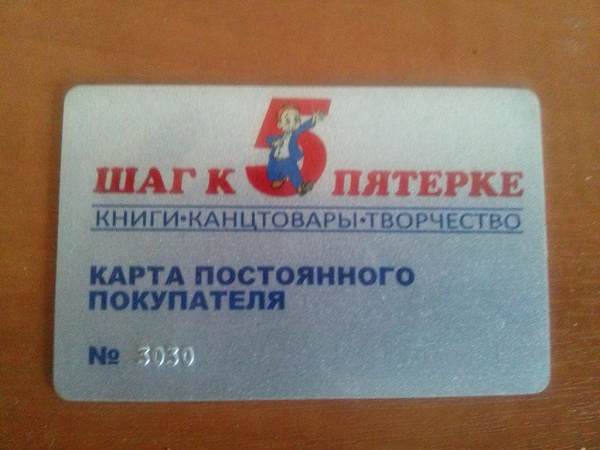 ШАГ К 5 ПЯТЕРКЕ
КНИГИ•КАНЦТОВАРЫ•ТВОРЧЕСТВО
КАРТА ПОСТОЯННОГО
ПОКУПАТЕЛЯ
№ 3030